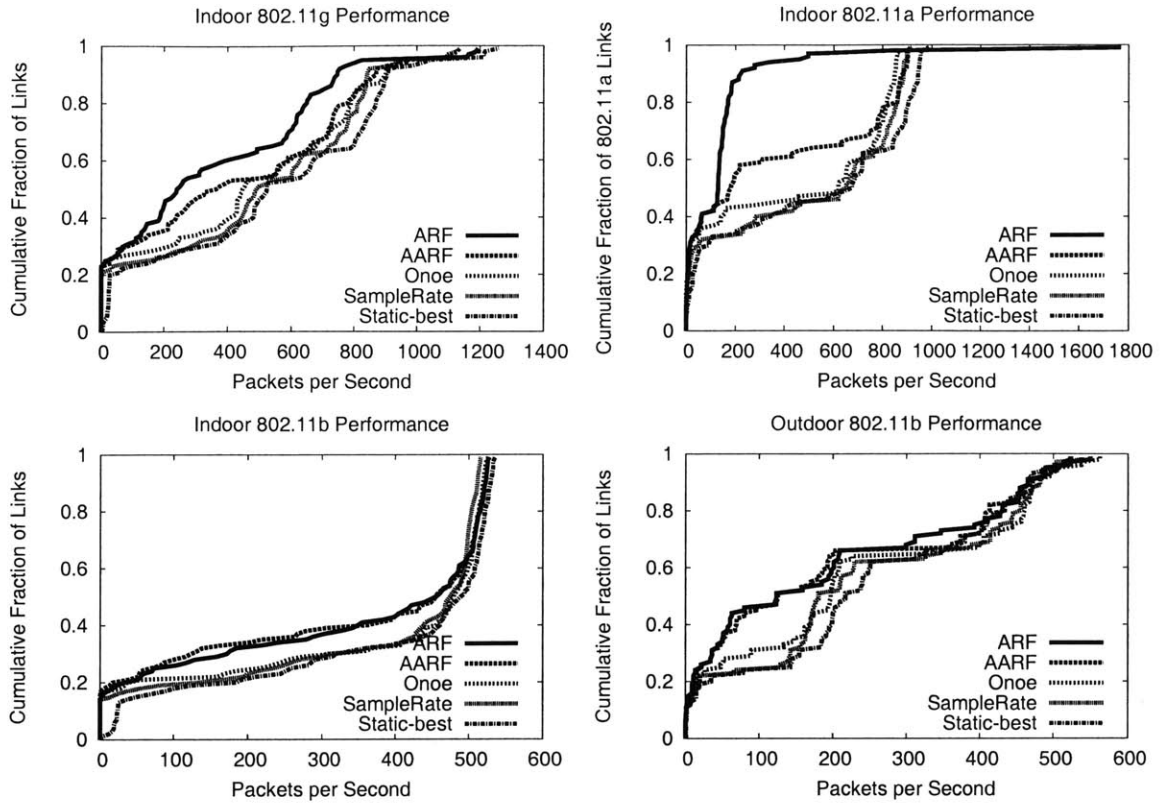 Indoor 802.11g Performance
Cumulative Fraction of Links
1
0.8
0.6
0.4
0.2
0
ARF
AARF
Onoe
SampleRate
Static-best
0 200 400 600 800 1000 1200 1400
Packets per Second
Indoor 802.11a Performance
Cumulative Fraction of 802.11a Links
1
0.8
0.6
0.4
0.2
0
ARF
AARF
Onoe
SampleRate
Static-best
0 200 400 600 800 1000 1200 1400 1600 1800
Packets per Second
Indoor 802.11b Performance
Cumulative Fraction of Links
1
0.8
0.6
0.4
0.2
0
ARF
AARF
Onoe
SampleRate
Static-best
0 100 200 300 400 500 600
Packets per Second
Outdoor 802.11b Performance
Cumulative Fraction of Links
1
0.8
0.6
0.4
0.2
0
ARF
AARF
Onoe
SampleRate
Static-best
0 100 200 300 400 500 600
Packets per Second